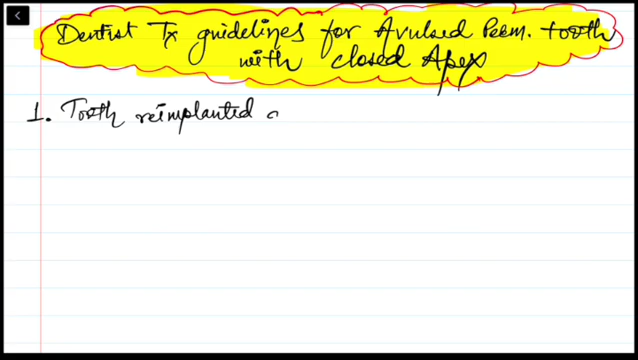 Dentist Tx guidelines for Avulsed Perm. tooth
with closed Apex
1. Tooth reimplanted